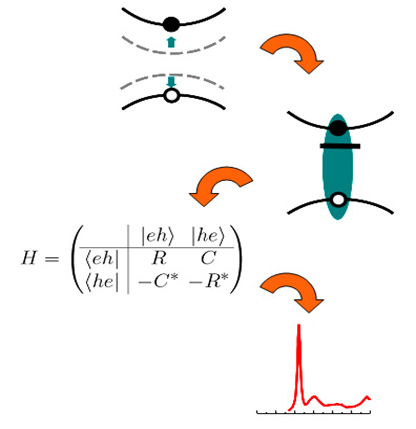 |eh⟩ |he⟩
H = ⟨eh| R C
⟨he| −C* −R*